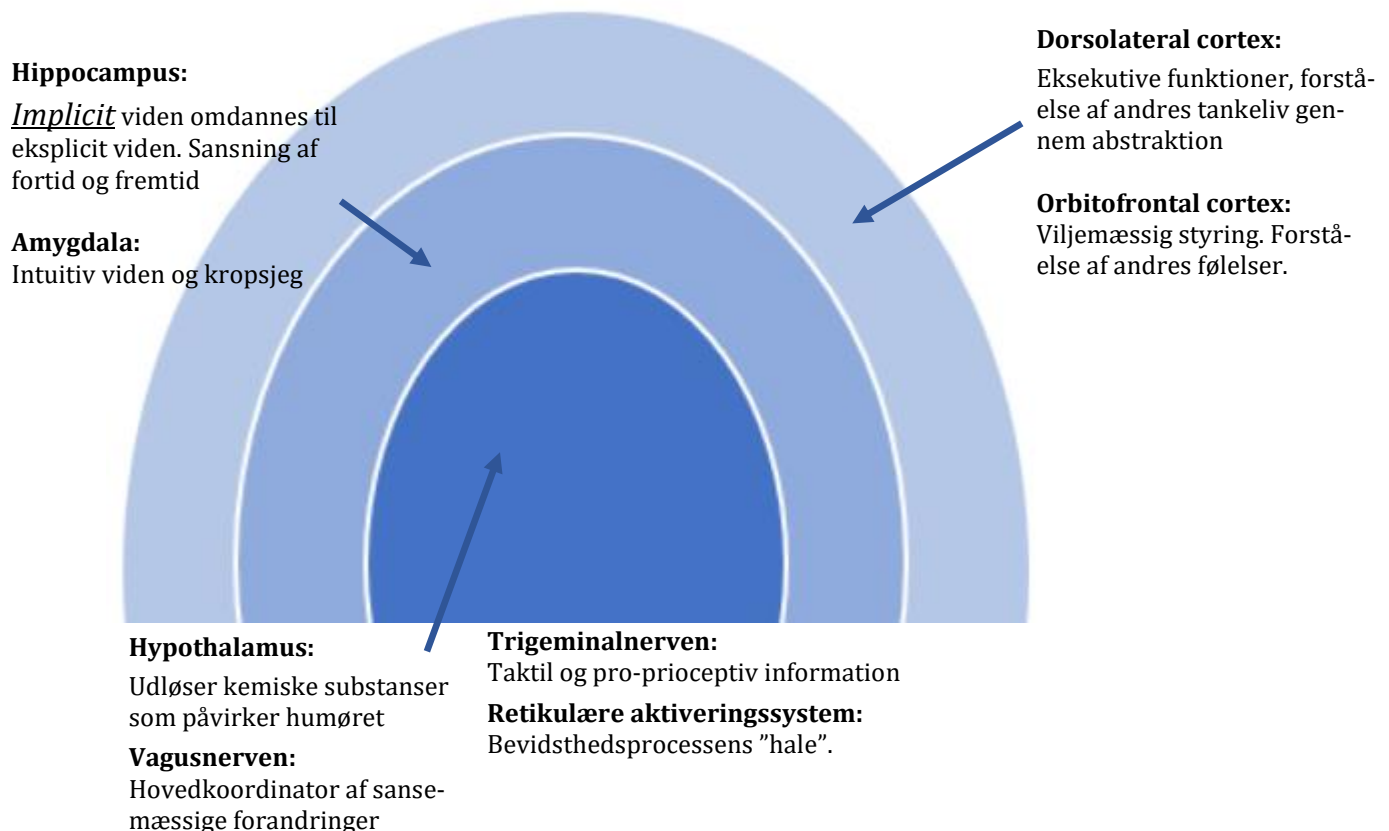 Hippocampus:
Implicit viden omdannes til
eksplicit viden. Sansning af
fortid og fremtid
Amygdala:
Intuitiv viden og kropsjeg
Dorsolateral cortex:
Eksekutive funktioner, forstå-
else af andres tankeliv gen-
nem abstraktion
Orbitofrontal cortex:
Viljemæssig styring. Forstå-
else af andres følelser.
Hypothalamus:
Udløser kemiske substanser
som påvirker humøret
Vagusnerven:
Hovedkoordinator af sanse-
mæssige forandringer
Trigeminalnerven:
Taktil og pro-prioceptiv information
Retikulære aktiveringssystem:
Bevidsthedsprocessens ”hale”.